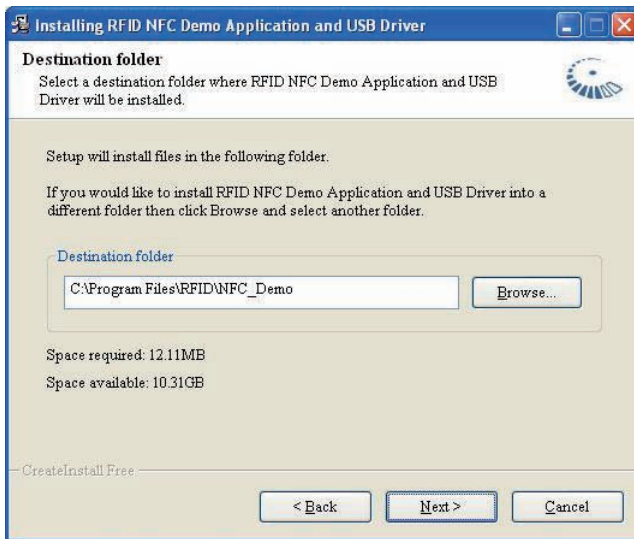 Installing RFID NFC Demo Application and USB Driver
Destination folder
Select a destination folder where RFID NFC Demo Application and USB
Driver will be installed.
Setup will install files in the following folder.
If you would like to install RFID NFC Demo Application and USB Driver into a
different folder then click Browse and select another folder.
Destination folder
C:\Program Files\RFID\NFC_Demo
Browse...
Space required: 12.11MB
Space available: 10.31GB
CreateInstall Free
< Back
Next >
Cancel